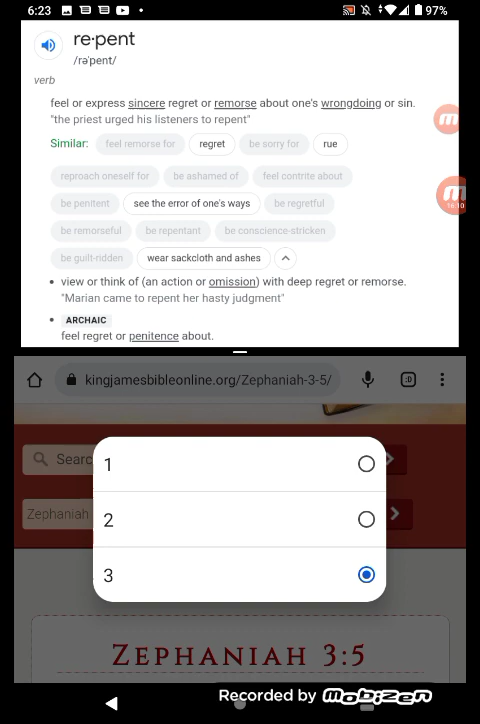 6:23
97%
re·pent
/rəˈpent/
verb
feel or express sincere regret or remorse about one's wrongdoing or sin.
"the priest urged his listeners to repent"
Similar: feel remorse for regret be sorry for rue
reproach oneself for be ashamed of feel contrite about
be penitent see the error of one's ways be regretful
be remorseful be repentant be conscience-stricken
be guilt-ridden wear sackcloth and ashes
• view or think of (an action or omission) with deep regret or remorse.
"Marian came to repent her hasty judgment"
• ARCHAIC
feel regret or penitence about.
16:10
kingjamesbibleonline.org/Zephaniah-3-5/ :D
Searc
Zephaniah
1
2
3
ZEPHANIAH 3:5
Recorded by Mobizen